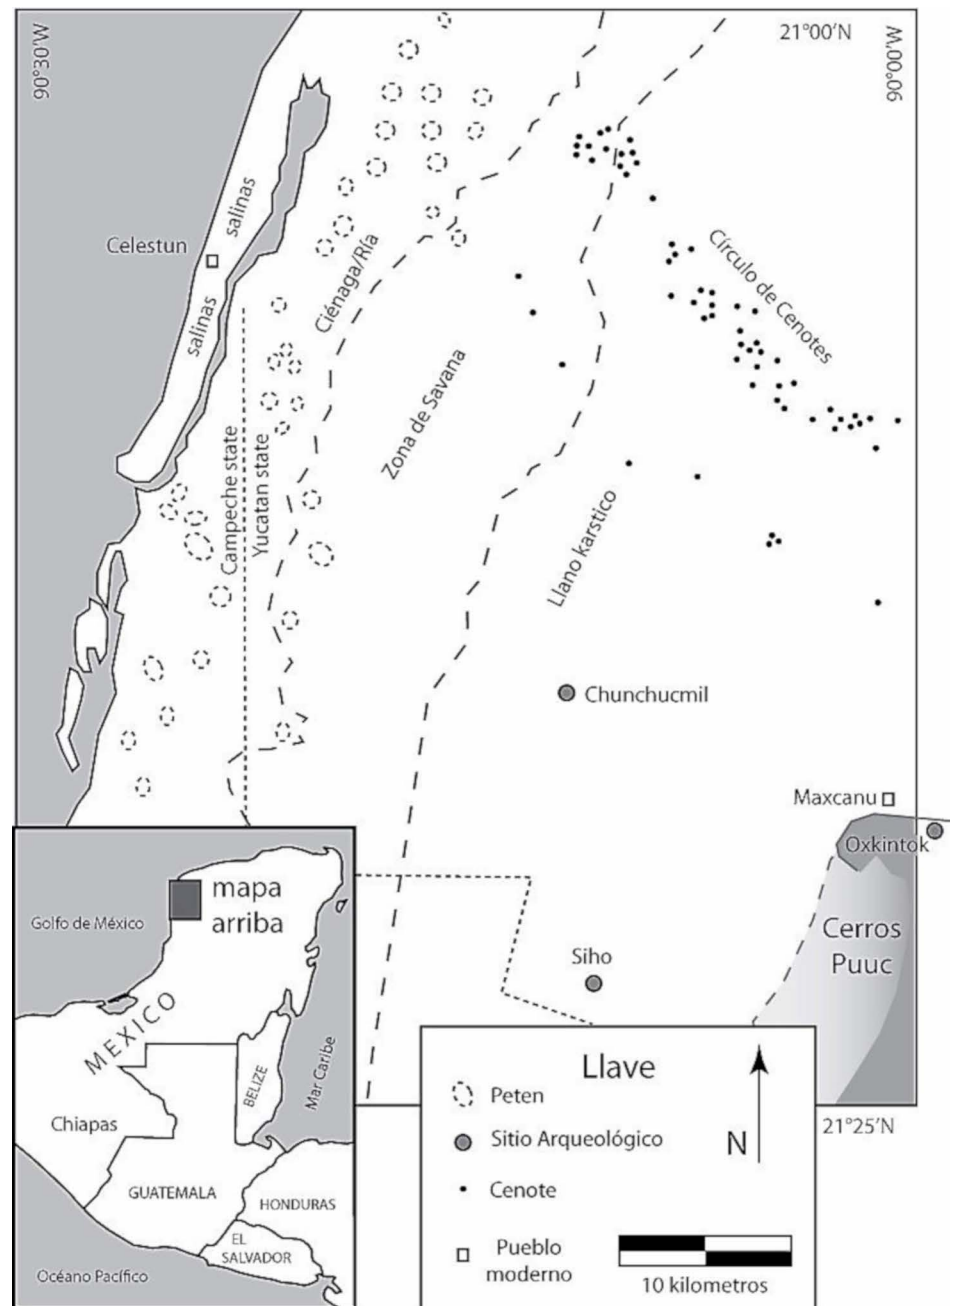 90°30'W
21°00'N
90°00'W
salinas
Celestun
salinas
Ciénaga/Ría
Círculo de Cenotes
Zona de Savana
Campeche state
Yucatan state
Llano karstico
Chunchucmil
Maxcanu
Oxkintok
Cerros
Puuc
Siho
mapa
arriba
Golfo de México
MEXICO
BELIZE
Mar Caribe
Chiapas
GUATEMALA
HONDURAS
EL
SALVADOR
Océano Pacífico
Llave
Peten
Sitio Arqueológico
N
Cenote
Pueblo
moderno
10 kilometros
21°25'N